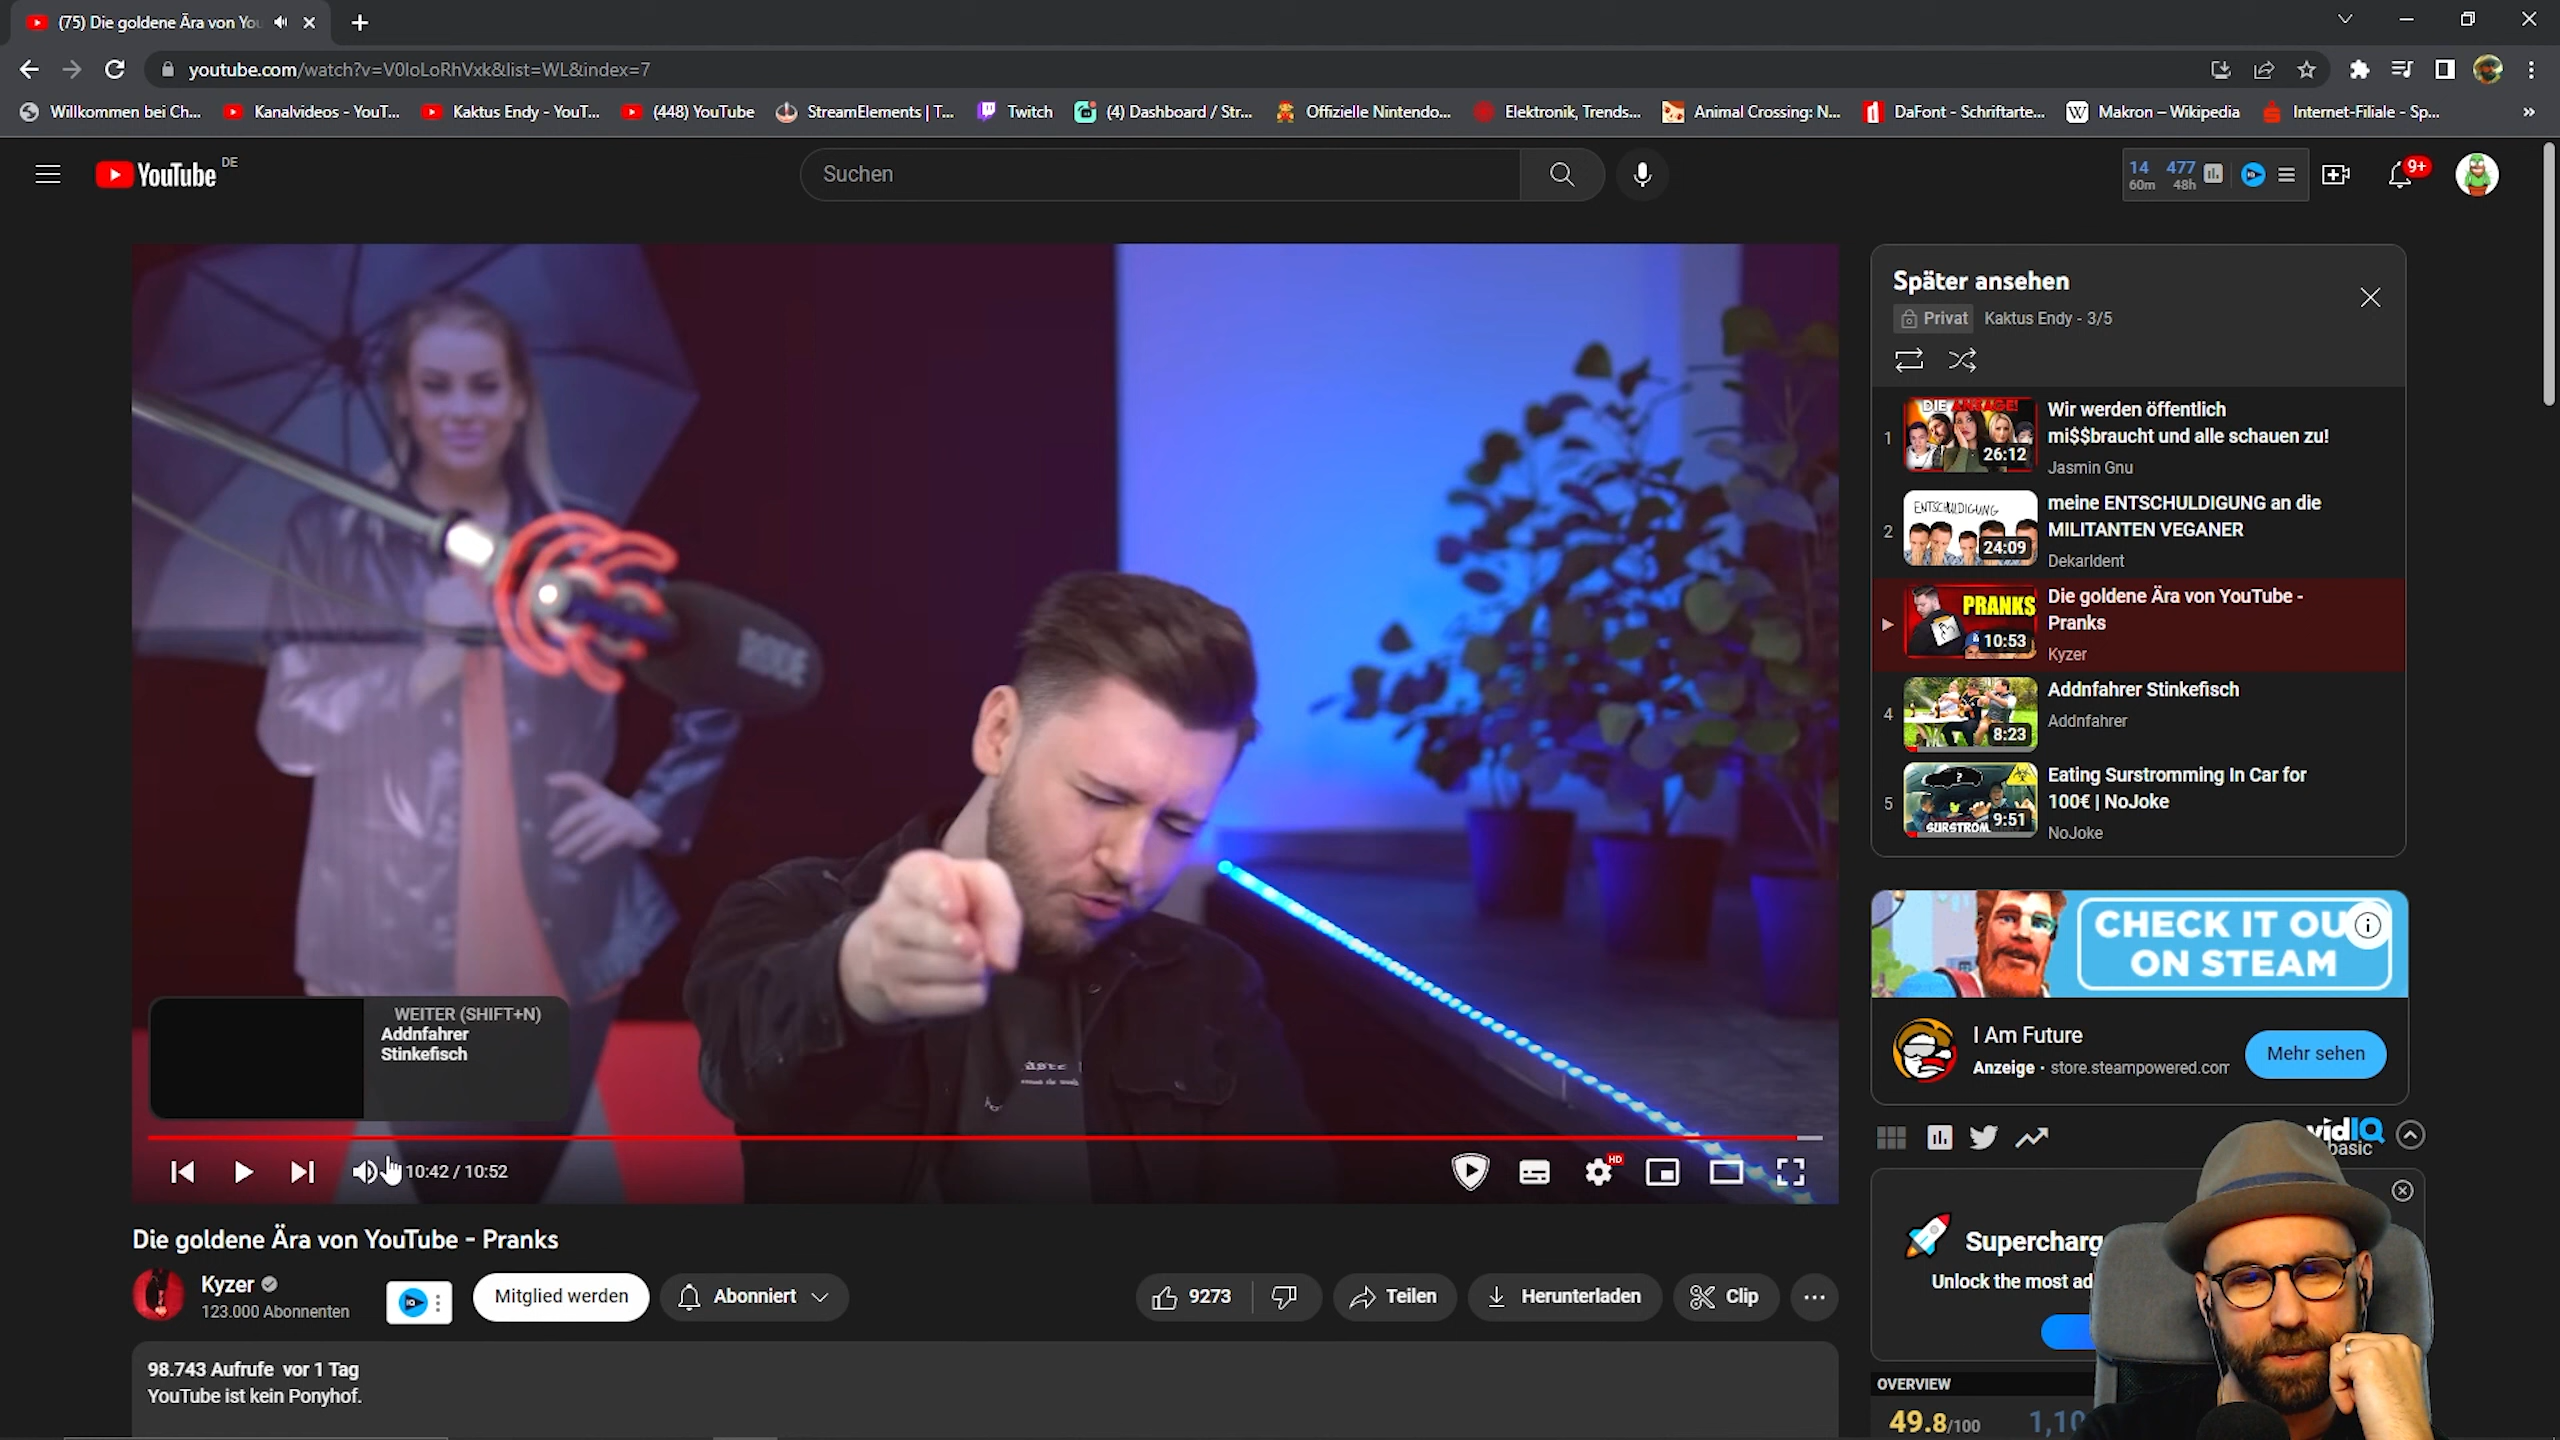 (75) Die goldene Ära von You
youtube.com/watch?v=V0loLoRhVxk&list=WL&index=7
Willkommen bei Ch...
Kanalvideos - YouT...
Kaktus Endy - YouT...
(448) YouTube
StreamElements | T...
Twitch
(4) Dashboard / Str...
Offizielle Nintendo...
Elektronik, Trends...
Animal Crossing: N...
DaFont - Schriftarte...
Makron – Wikipedia
Internet-Filiale - Sp...
YouTube DE
Suchen
14 477
60m 48h
9+
RODE
Später ansehen
Privat Kaktus Endy - 3/5
1
DIE ANSAGE!
26:12
Wir werden öffentlich
mi$$braucht und alle schauen zu!
Jasmin Gnu
2
ENTSCHULDIGUNG
24:09
meine ENTSCHULDIGUNG an die
MILITANTEN VEGANER
Dekarldent
PRANKS
10:53
Die goldene Ära von YouTube -
Pranks
Kyzer
4
8:23
Addnfahrer Stinkefisch
Addnfahrer
5
SURSTROM
9:51
Eating Surstromming In Car for
100€ | NoJoke
NoJoke
CHECK IT OU
ON STEAM
I Am Future
Anzeige • store.steampowered.com
Mehr sehen
WEITER (SHIFT+N)
Addnfahrer
Stinkefisch
10:42 / 10:52
HD
vidIQ
basic
Supercharg
Unlock the most ad
OVERVIEW
49.8/100 1,10
Die goldene Ära von YouTube - Pranks
Kyzer
123.000 Abonnenten
Mitglied werden
Abonniert
9273
Teilen
Herunterladen
Clip
98.743 Aufrufe vor 1 Tag
YouTube ist kein Ponyhof.